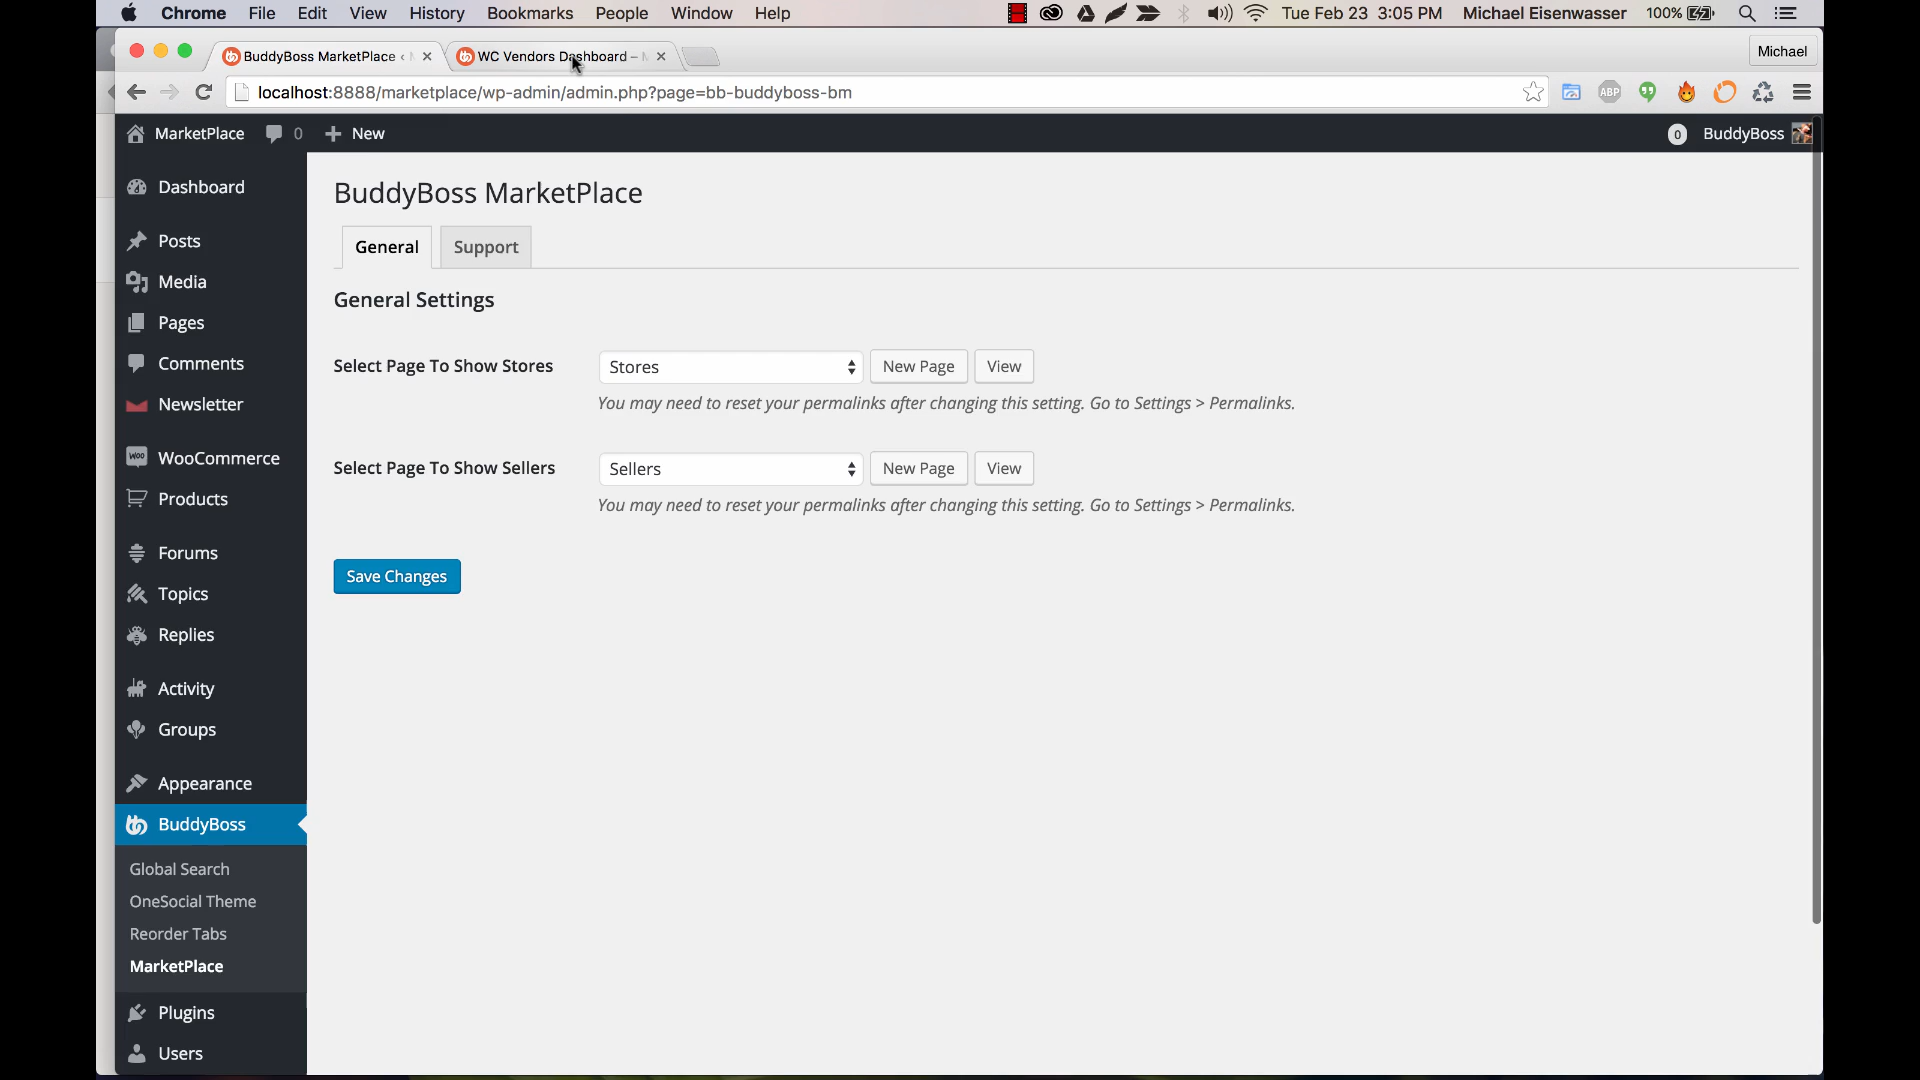 Chrome File Edit View History Bookmarks People Window Help Tue Feb 23 3:05 PM Michael Eisenwasser 100%
BuddyBoss MarketPlace ‹ WC Vendors Dashboard – Michael
localhost:8888/marketplace/wp-admin/admin.php?page=bb-buddyboss-bm ABP
MarketPlace 0 New 0 BuddyBoss
Dashboard
Posts
Media
Pages
Comments
Newsletter
WOO WooCommerce
Products
Forums
Topics
Replies
Activity
Groups
Appearance
BuddyBoss
Global Search
OneSocial Theme
Reorder Tabs
MarketPlace
Plugins
Users
BuddyBoss MarketPlace
General Support
General Settings
Select Page To Show Stores Stores New Page View
You may need to reset your permalinks after changing this setting. Go to Settings > Permalinks.
Select Page To Show Sellers Sellers New Page View
You may need to reset your permalinks after changing this setting. Go to Settings > Permalinks.
Save Changes